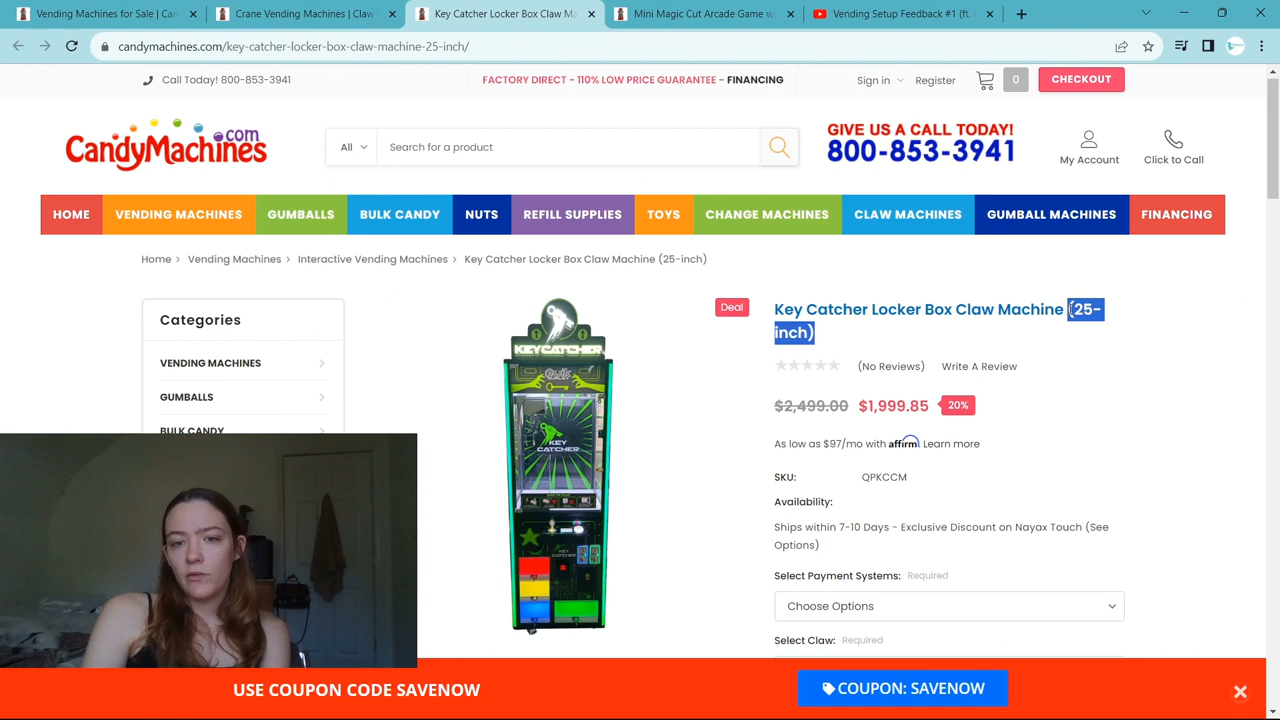 Vending Machines | Candy
Candy Machines
Key Catcher Locker Box Claw Ma
Mini Magic Cut Arcade Game wi
Vending Setup Feedback #1 (ft.
candymachines.com/key-catcher-locker-box-claw-machine-25-inch/
Call Today! 800-853-3941
FACTORY DIRECT - 110% LOW PRICE GUARANTEE - FINANCING
Sign in
Register
0
CHECKOUT
CandyMachines.com
All
Search for a product
GIVE US A CALL TODAY!
800-853-3941
My Account
Click to Call
HOME
VENDING MACHINES
GUMBALLS
BULK CANDY
NUTS
REFILL SUPPLIES
TOYS
CHANGE MACHINES
CLAW MACHINES
GUMBALL MACHINES
FINANCING
Home > Vending Machines > Interactive Vending Machines > Key Catcher Locker Box Claw Machine (25-inch)
Categories
VENDING MACHINES
GUMBALLS
BULK CANDY
KEYCATCHER
KEY
CATCHER
Deal
Key Catcher Locker Box Claw Machine (25-
inch)
(No Reviews)
Write A Review
$2,499.00 $1,999.85 20%
As low as $97/mo with affirm. Learn more
SKU: QPKCCM
Availability:
Ships within 7-10 Days - Exclusive Discount on Nayax Touch (See
Options)
Select Payment Systems: Required
Choose Options
Select Claw: Required
USE COUPON CODE SAVENOW
COUPON: SAVENOW